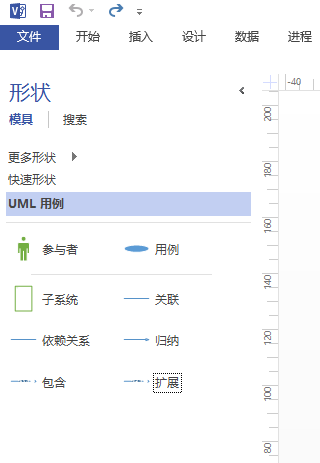 文件 开始 插入 设计 数据 进程
形状
-40
模具 搜索
更多形状
快速形状
UML 用例
参与者 用例
子系统 关联
依赖关系 归纳
包含 扩展
200
180
160
140
120
100
80